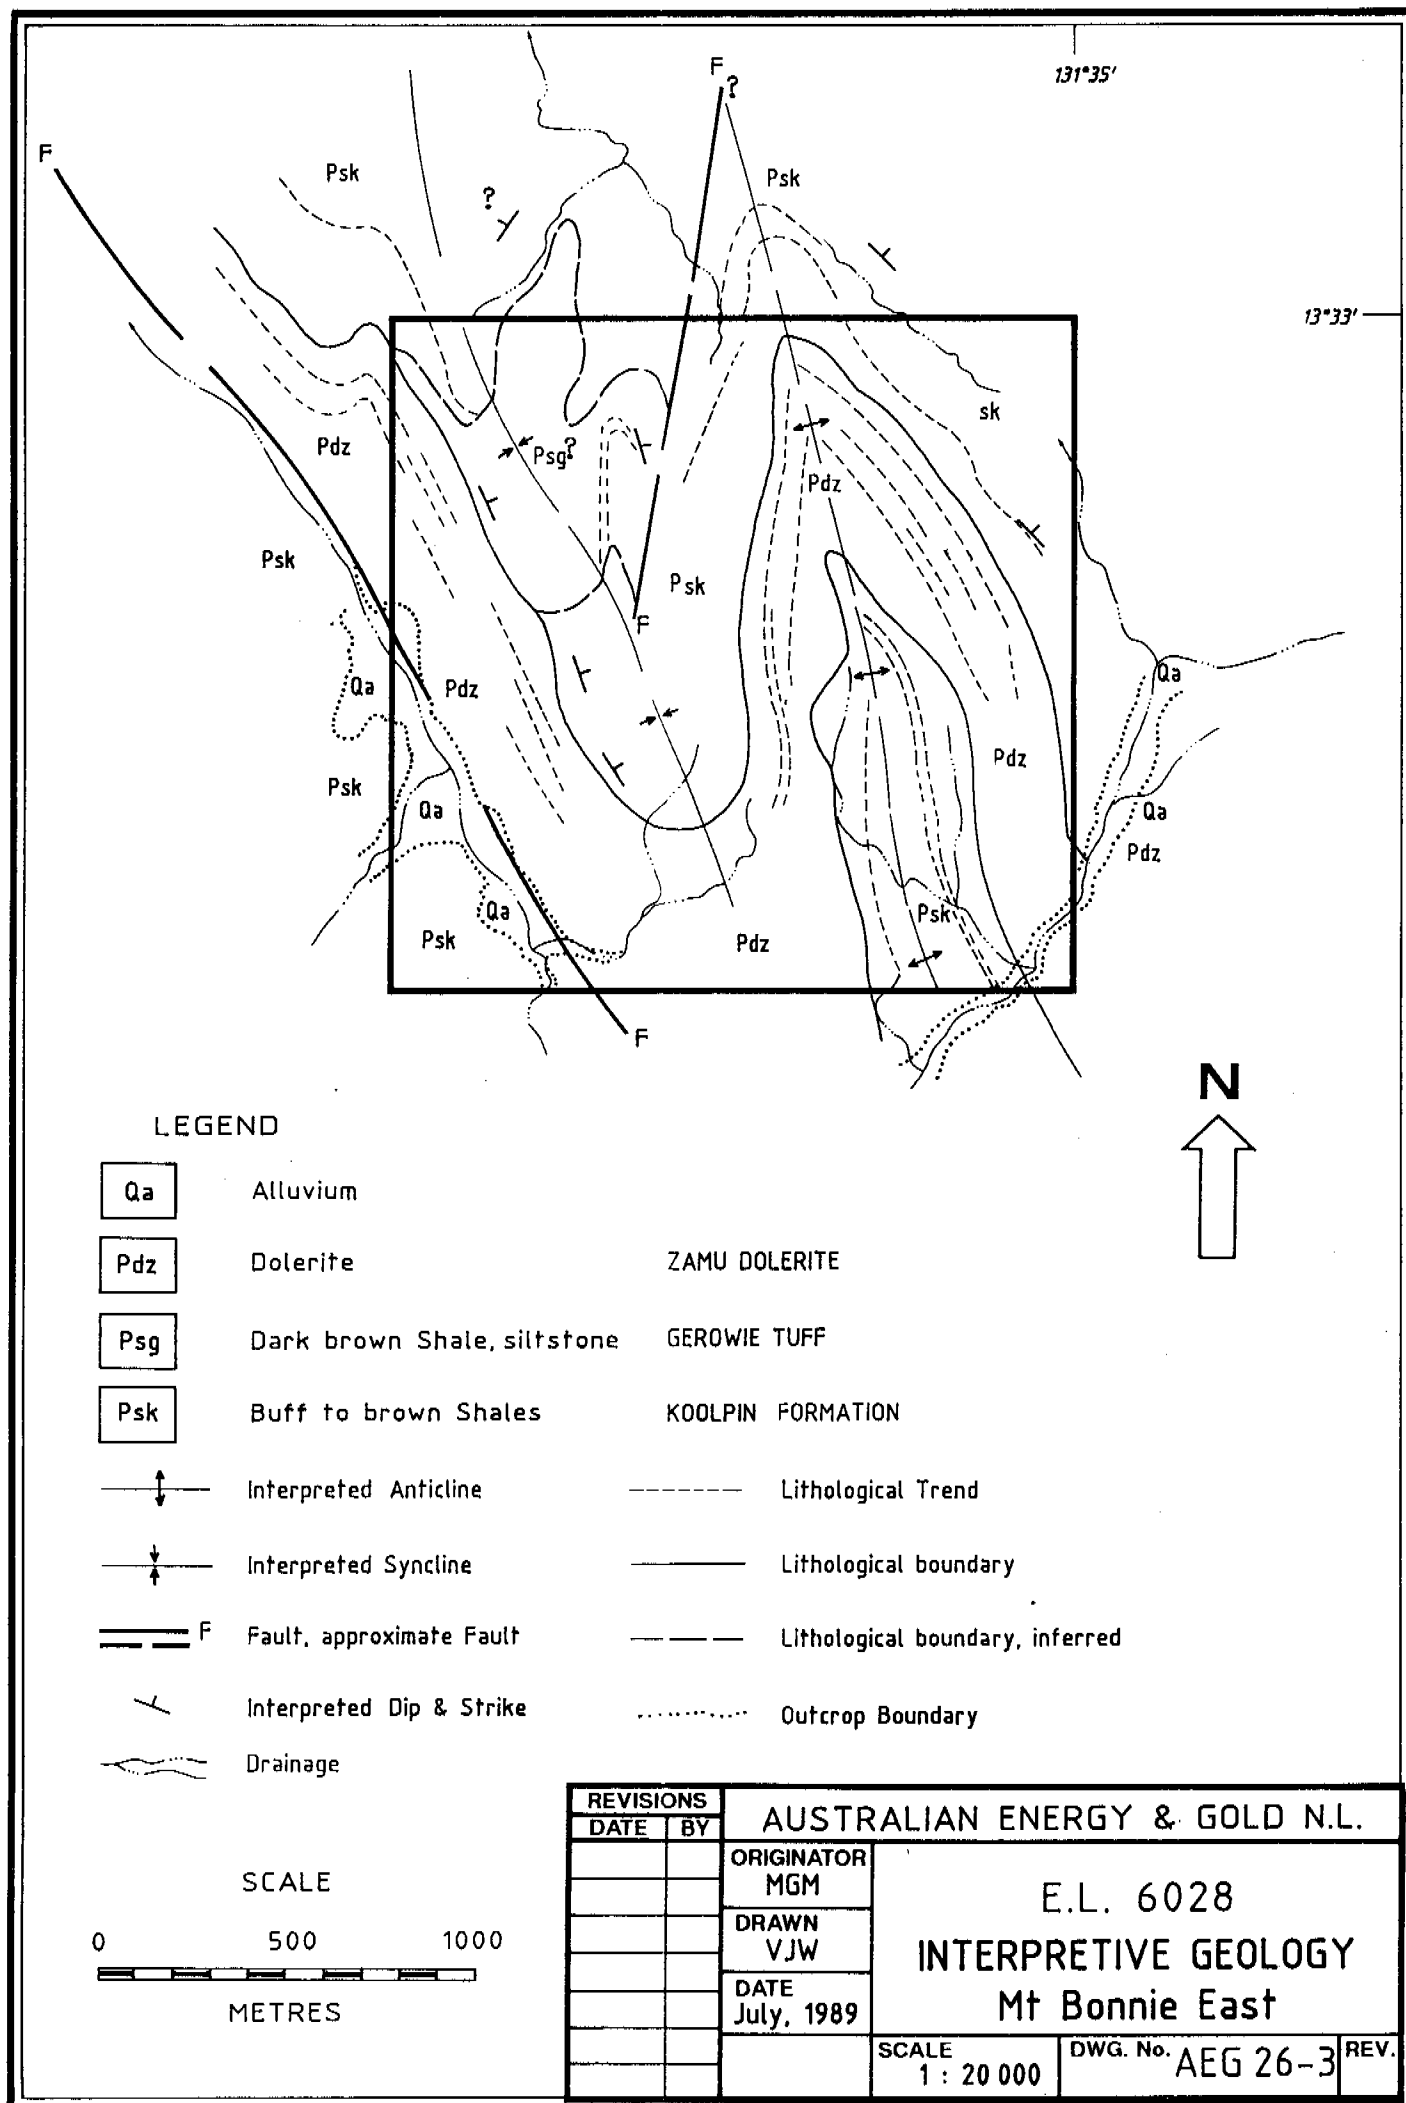 131°35'
F
?
F
Psk
Psk
?
13°33'
sk
Pdz
Psg?
Pdz
Psk
Psk
F
Qa
Pdz
Qa
Pdz
Psk
Qa
Qa
Pdz
Qa
Psk
Psk
Pdz
F
N
LEGEND
Qa Alluvium
Pdz Dolerite ZAMU DOLERITE
Psg Dark brown Shale, siltstone GEROWIE TUFF
Psk Buff to brown Shales KOOLPIN FORMATION
Interpreted Anticline Lithological Trend
Interpreted Syncline Lithological boundary
F Fault, approximate Fault Lithological boundary, inferred
Interpreted Dip & Strike Outcrop Boundary
Drainage
SCALE
0 500 1000
METRES
REVISIONS
DATE BY
AUSTRALIAN ENERGY & GOLD N.L.
ORIGINATOR
MGM
DRAWN
VJW
DATE
July, 1989
E.L. 6028
INTERPRETIVE GEOLOGY
Mt Bonnie East
SCALE
1 : 20 000
DWG. No. AEG 26-3
REV.